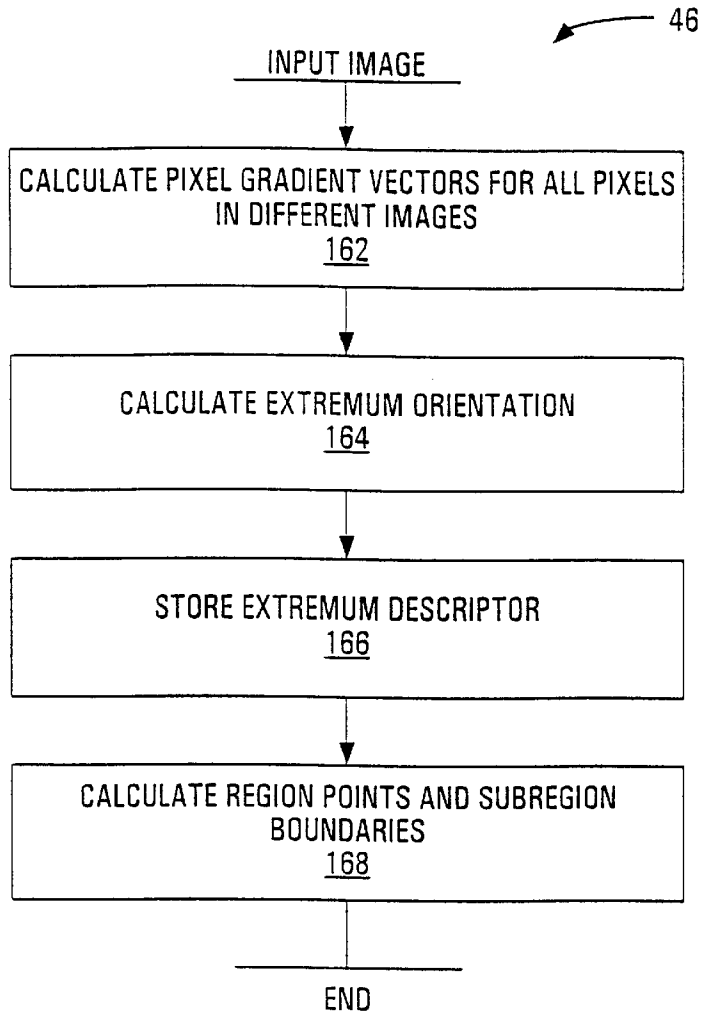 46
INPUT IMAGE
CALCULATE PIXEL GRADIENT VECTORS FOR ALL PIXELS
IN DIFFERENT IMAGES
162
CALCULATE EXTREMUM ORIENTATION
164
STORE EXTREMUM DESCRIPTOR
166
CALCULATE REGION POINTS AND SUBREGION
BOUNDARIES
168
END